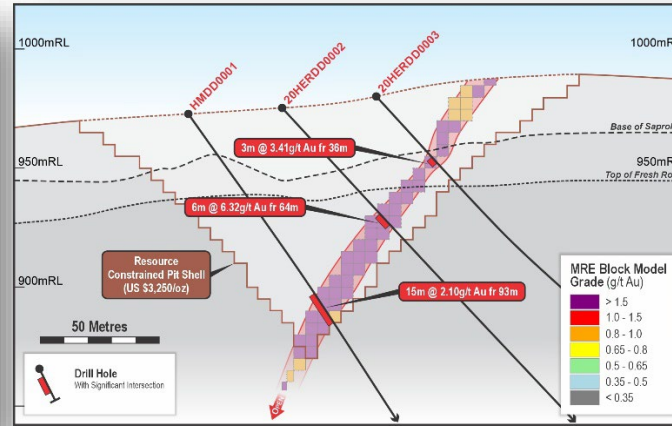 1000mRL
1000mRL
HMDD0001
20HERDD0002
20HERDD0003
3m @ 3.41g/t Au fr 36m
Base of Saprol
950mRL
950mRL
Top of Fresh Ro
6m @ 6.32g/t Au fr 64m
Resource
Constrained Pit Shell
(US $3,250/oz)
900mRL
15m @ 2.10g/t Au fr 93m
MRE Block Model
Grade (g/t Au)
> 1.5
1.0 - 1.5
0.8 - 1.0
0.65 - 0.8
0.5 - 0.65
0.35 - 0.5
< 0.35
50 Metres
Drill Hole
With Significant Intersection